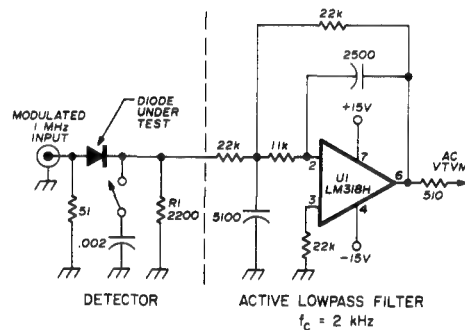 22k
2500
DIODE
UNDER
TEST
MODULATED
1 MHz
INPUT
+15V
22k
11k
2
7
U1
LM318H
6
AC
VTVM
51
.002
R1
2200
5100
3
4
510
22k
-15V
DETECTOR
ACTIVE LOWPASS FILTER
fc = 2 kHz